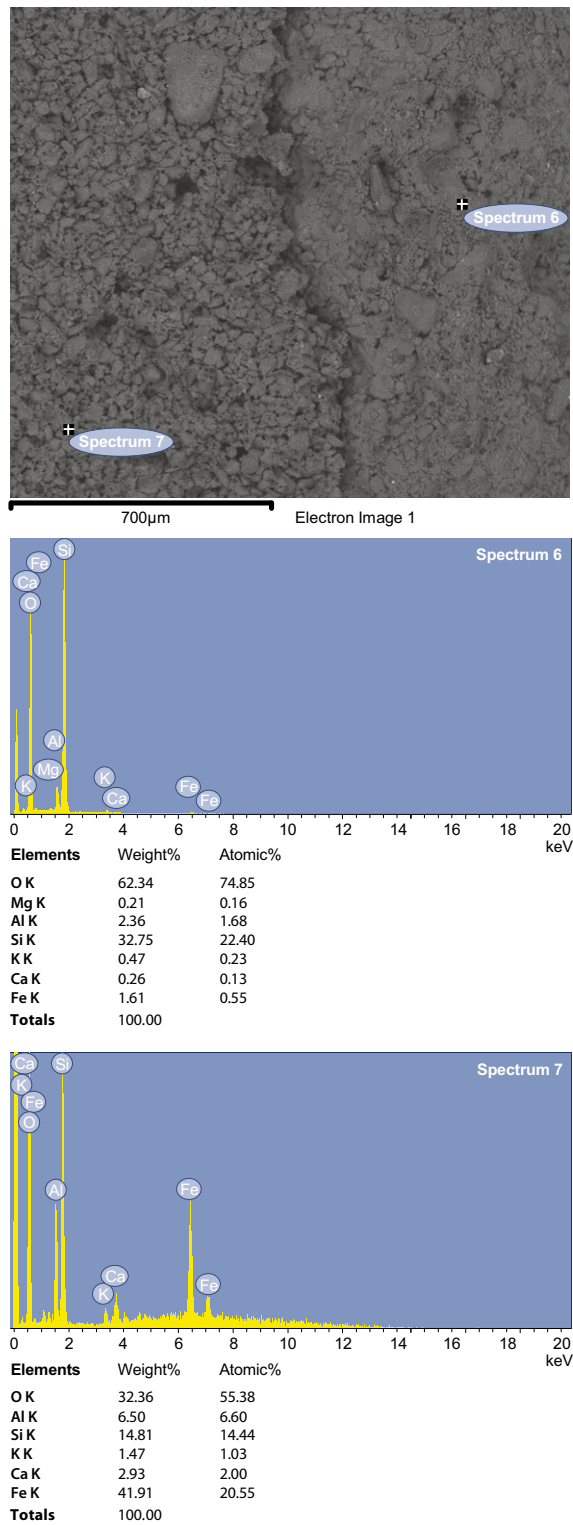 Spectrum 6
Spectrum 7
700µm Electron Image 1
Spectrum 6
Si
Fe
Ca
O
Al
Mg
K
K
Ca
Fe
Fe
0 2 4 6 8 10 12 14 16 18 20
keV
Elements Weight% Atomic%
O K 62.34 74.85
Mg K 0.21 0.16
Al K 2.36 1.68
Si K 32.75 22.40
K K 0.47 0.23
Ca K 0.26 0.13
Fe K 1.61 0.55
Totals 100.00
Spectrum 7
Ca Si
K
Fe
O
Al
Fe
Ca
K
Fe
0 2 4 6 8 10 12 14 16 18 20
keV
Elements Weight% Atomic%
O K 32.36 55.38
Al K 6.50 6.60
Si K 14.81 14.44
K K 1.47 1.03
Ca K 2.93 2.00
Fe K 41.91 20.55
Totals 100.00